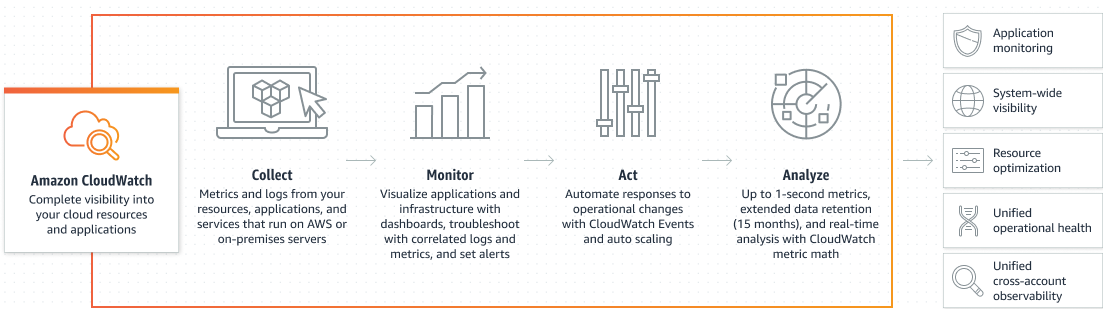 Amazon CloudWatch
Complete visibility into
your cloud resources
and applications
Collect
Metrics and logs from your
resources, applications, and
services that run on AWS or
on-premises servers
Monitor
Visualize applications and
infrastructure with
dashboards, troubleshoot
with correlated logs and
metrics, and set alerts
Act
Automate responses to
operational changes
with CloudWatch Events
and auto scaling
Analyze
Up to 1-second metrics,
extended data retention
(15 months), and real-time
analysis with CloudWatch
metric math
Application
monitoring
System-wide
visibility
Resource
optimization
Unified
operational health
Unified
cross-account
observability